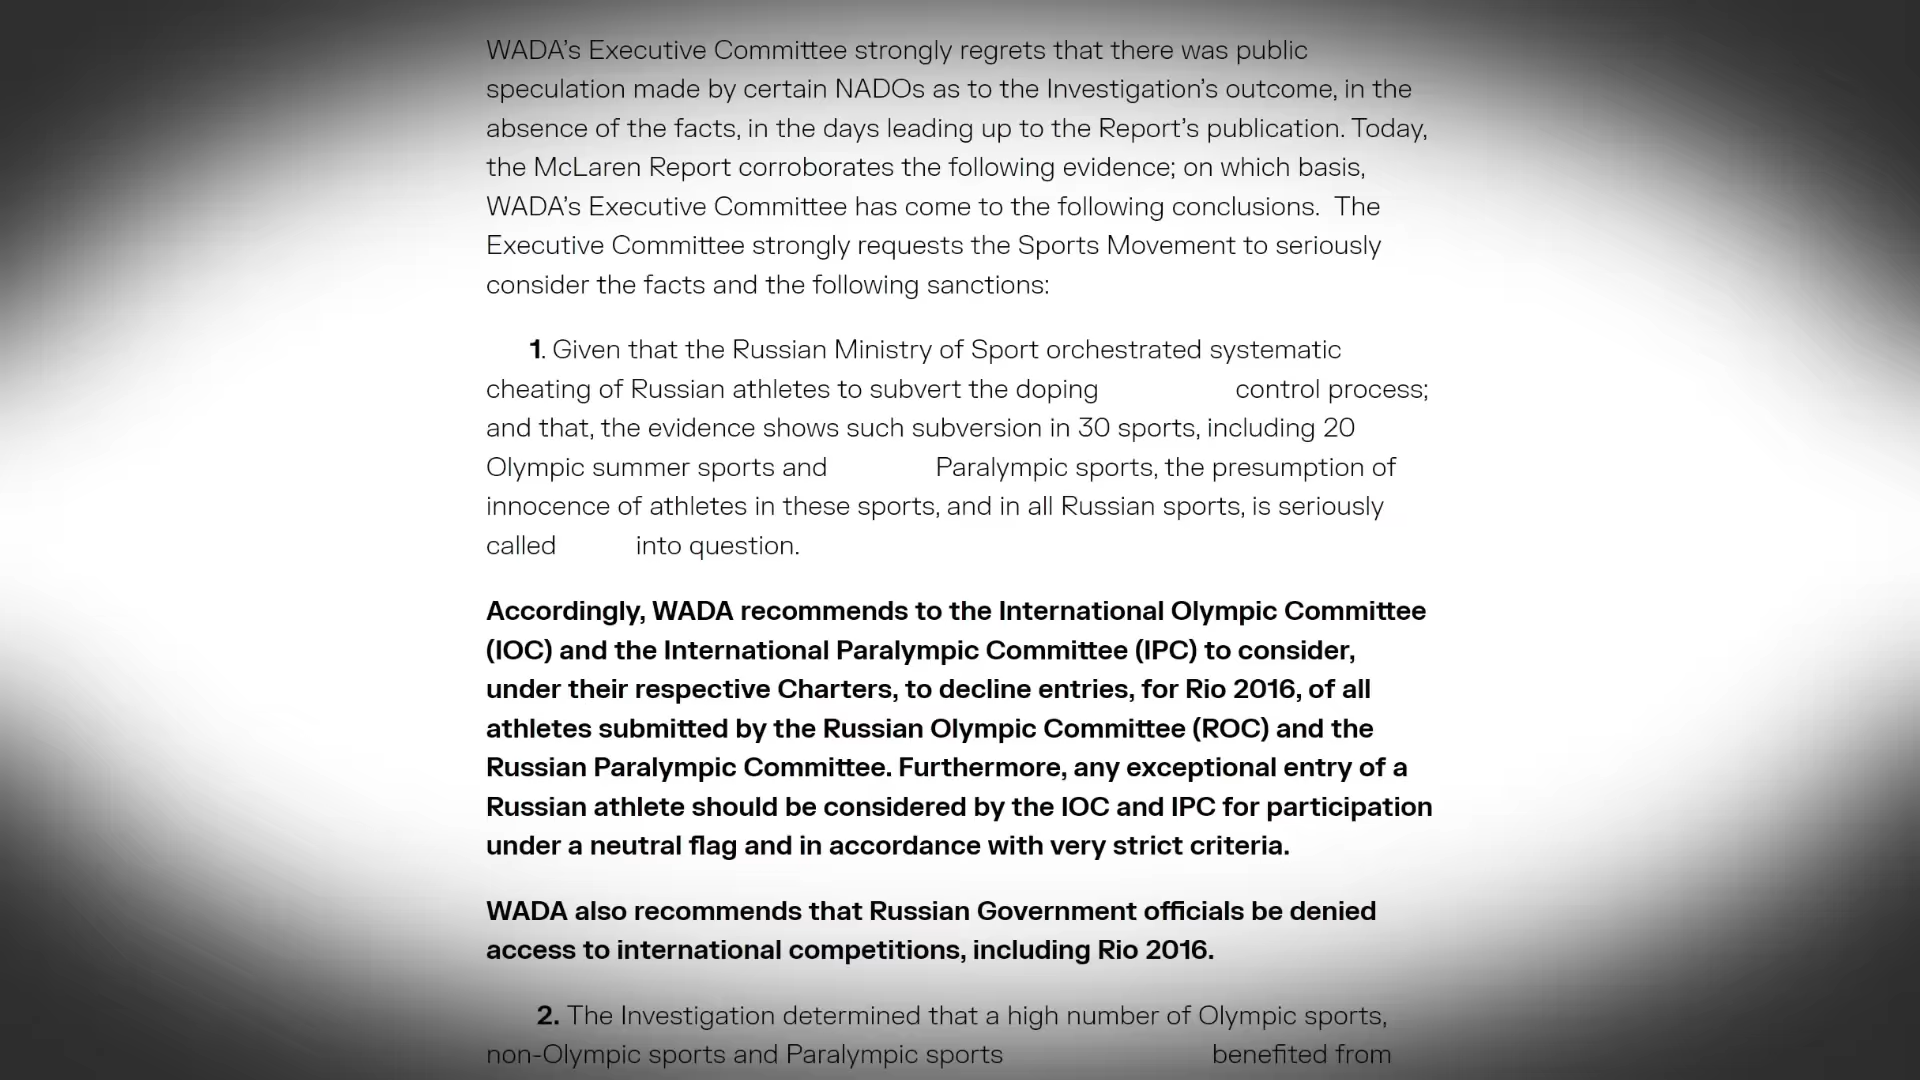 WADA’s Executive Committee strongly regrets that there was public
speculation made by certain NADOs as to the Investigation’s outcome, in the
absence of the facts, in the days leading up to the Report’s publication. Today,
the McLaren Report corroborates the following evidence; on which basis,
WADA’s Executive Committee has come to the following conclusions. The
Executive Committee strongly requests the Sports Movement to seriously
consider the facts and the following sanctions:
1. Given that the Russian Ministry of Sport orchestrated systematic
cheating of Russian athletes to subvert the doping control process;
and that, the evidence shows such subversion in 30 sports, including 20
Olympic summer sports and Paralympic sports, the presumption of
innocence of athletes in these sports, and in all Russian sports, is seriously
called into question.
Accordingly, WADA recommends to the International Olympic Committee
(IOC) and the International Paralympic Committee (IPC) to consider,
under their respective Charters, to decline entries, for Rio 2016, of all
athletes submitted by the Russian Olympic Committee (ROC) and the
Russian Paralympic Committee. Furthermore, any exceptional entry of a
Russian athlete should be considered by the IOC and IPC for participation
under a neutral flag and in accordance with very strict criteria.
WADA also recommends that Russian Government officials be denied
access to international competitions, including Rio 2016.
2. The Investigation determined that a high number of Olympic sports,
non-Olympic sports and Paralympic sports benefited from